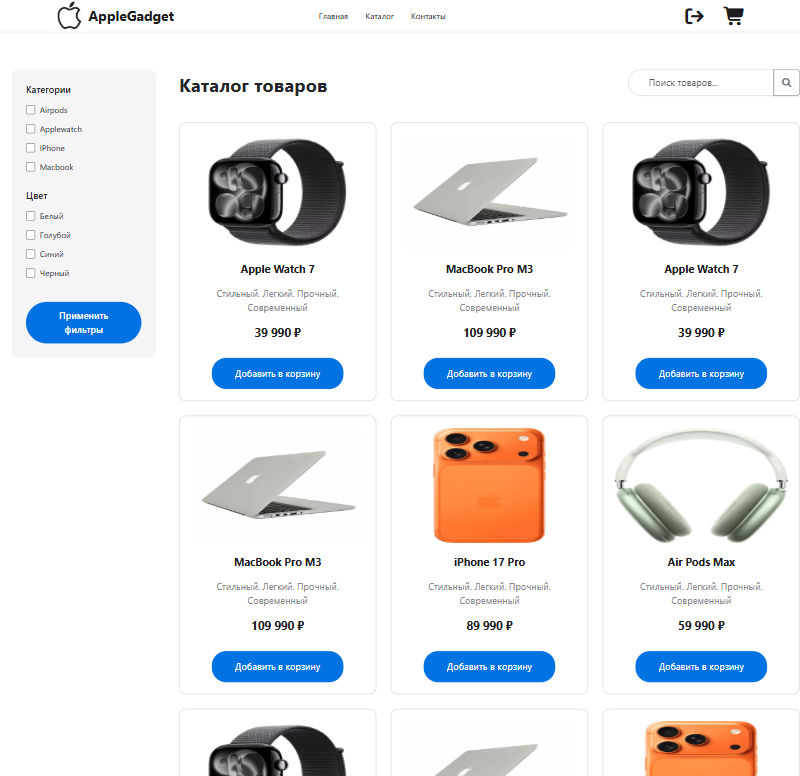 AppleGadget
Главная
Каталог
Контакты
Категории
Airpods
Applewatch
IPhone
Macbook
Цвет
Белый
Голубой
Синий
Черный
Применить
фильтры
Каталог товаров
Поиск товаров...
Apple Watch 7
Стильный. Легкий. Прочный.
Современный
39 990 ₽
Добавить в корзину
MacBook Pro M3
Стильный. Легкий. Прочный.
Современный
109 990 ₽
Добавить в корзину
Apple Watch 7
Стильный. Легкий. Прочный.
Современный
39 990 ₽
Добавить в корзину
MacBook Pro M3
Стильный. Легкий. Прочный.
Современный
109 990 ₽
Добавить в корзину
iPhone 17 Pro
Стильный. Легкий. Прочный.
Современный
89 990 ₽
Добавить в корзину
Air Pods Max
Стильный. Легкий. Прочный.
Современный
59 990 ₽
Добавить в корзину